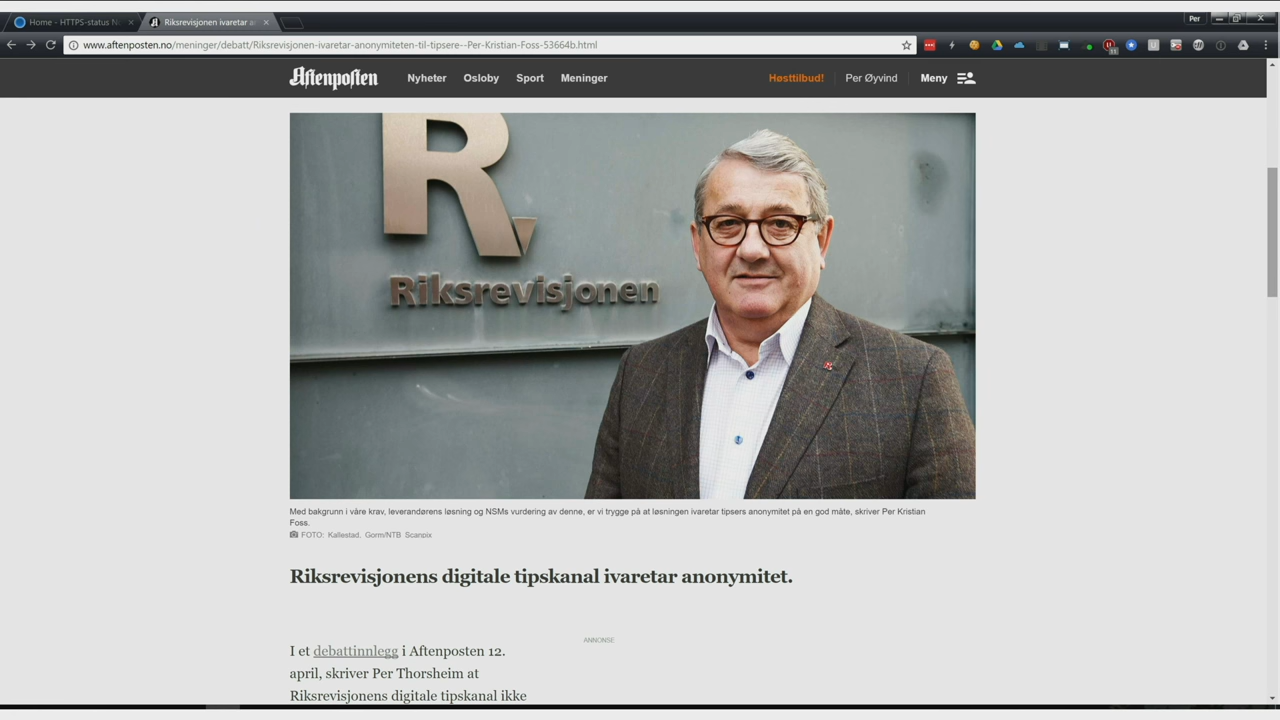 Home - HTTPS-status N
Riksrevisjonen ivaretar a
Per
www.aftenposten.no/meninger/debatt/Riksrevisjonen-ivaretar-anonymiteten-til-tipsere--Per-Kristian-Foss-53664b.html
11
Aftenposten
Nyheter
Osloby
Sport
Meninger
Høsttilbud!
Per Øyvind
Meny
R
Riksrevisjonen
Med bakgrunn i våre krav, leverandørens løsning og NSMs vurdering av denne, er vi trygge på at løsningen ivaretar tipsers anonymitet på en god måte, skriver Per Kristian
Foss.
FOTO: Kallestad, Gorm/NTB Scanpix
Riksrevisjonens digitale tipskanal ivaretar anonymitet.
ANNONSE
I et debattinnlegg i Aftenposten 12.
april, skriver Per Thorsheim at
Riksrevisjonens digitale tipskanal ikke